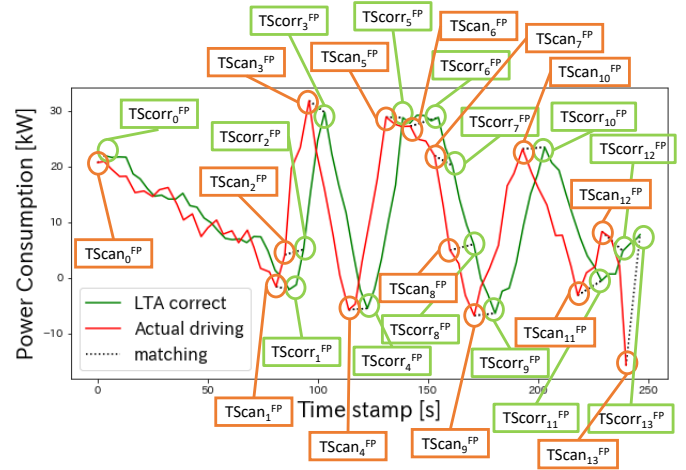 TScorr₃ᶠᴾ
TScorr₅ᶠᴾ
TScan₆ᶠᴾ
TScan₃ᶠᴾ
TScan₅ᶠᴾ
TScan₇ᶠᴾ
TScorr₆ᶠᴾ
TScan₁₀ᶠᴾ
TScorr₀ᶠᴾ
TScorr₂ᶠᴾ
TScorr₇ᶠᴾ
TScorr₁₀ᶠᴾ
TScorr₁₂ᶠᴾ
TScan₂ᶠᴾ
TScan₁₂ᶠᴾ
TScan₀ᶠᴾ
TScan₈ᶠᴾ
TScan₁₁ᶠᴾ
TScorr₁ᶠᴾ
TScorr₄ᶠᴾ
TScorr₈ᶠᴾ
TScorr₉ᶠᴾ
TScan₁ᶠᴾ
TScan₄ᶠᴾ
TScan₉ᶠᴾ
TScorr₁₁ᶠᴾ
TScorr₁₃ᶠᴾ
TScan₁₃ᶠᴾ
Power Consumption [kW]
30
20
10
0
−10
LTA correct
Actual driving
matching
0
50
100
150
200
250
Time stamp [s]